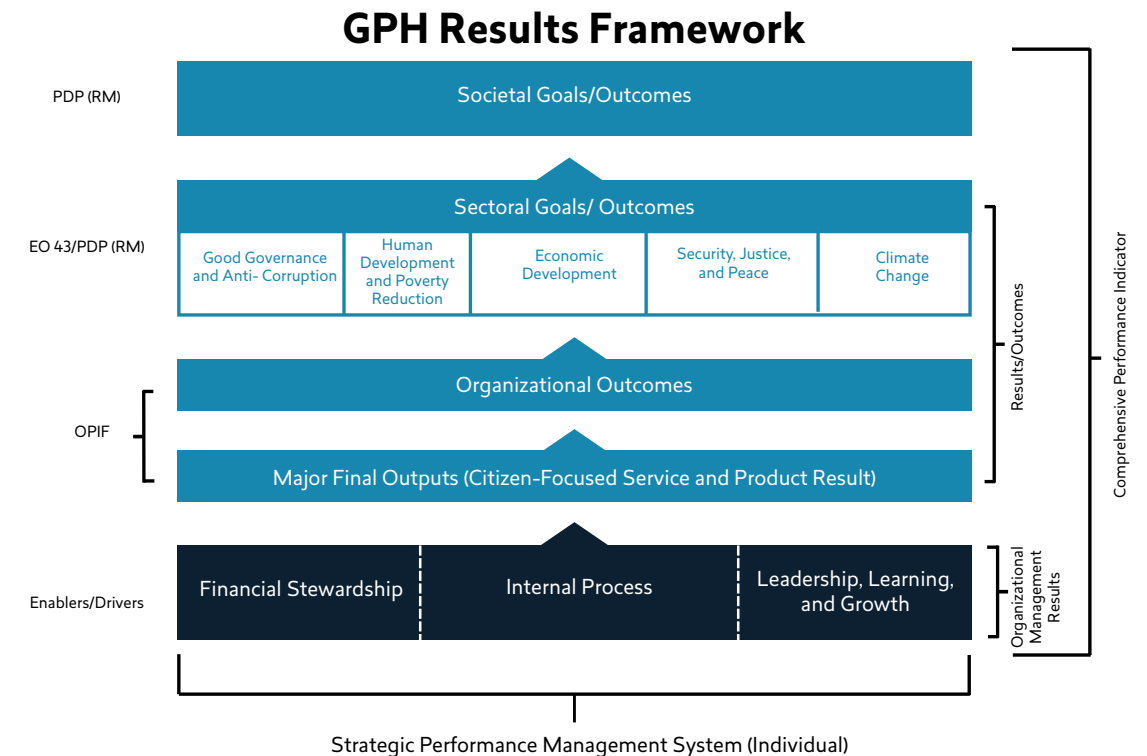 GPH Results Framework
PDP (RM)
Societal Goals/Outcomes
EO 43/PDP (RM)
Sectoral Goals/ Outcomes
Good Governance
and Anti- Corruption
Human
Development
and Poverty
Reduction
Economic
Development
Security, Justice,
and Peace
Climate
Change
Organizational Outcomes
OPIF
Major Final Outputs (Citizen-Focused Service and Product Result)
Results/Outcomes
Enablers/Drivers
Financial Stewardship
Internal Process
Leadership, Learning,
and Growth
Organizational
Management
Results
Comprehensive Performance Indicator
Strategic Performance Management System (Individual)